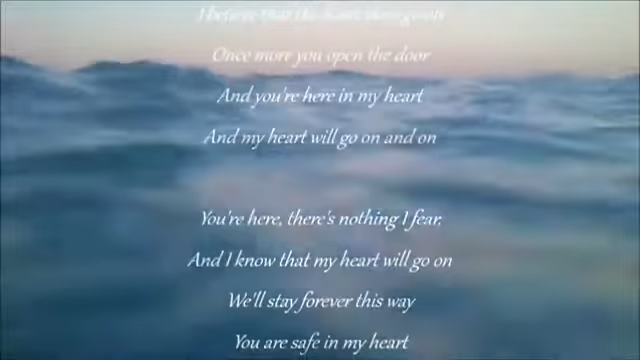 I believe that the heart does go on
Once more you open the door
And you're here in my heart
And my heart will go on and on
You're here, there's nothing I fear,
And I know that my heart will go on
We'll stay forever this way
You are safe in my heart